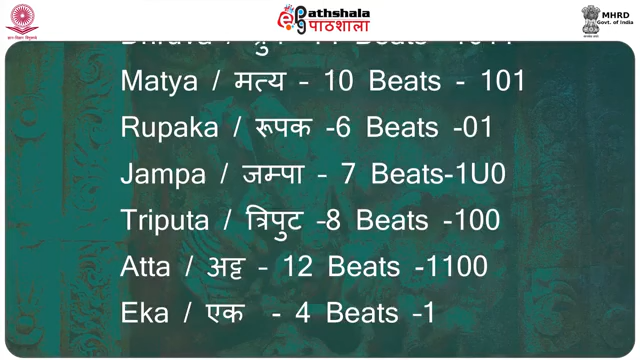 Pathshala
पाठशाला
MHRD
Govt. of India
Matya / मत्य - 10 Beats - 101
Rupaka / रूपक -6 Beats -01
Jampa / जम्पा - 7 Beats-1U0
Triputa / त्रिपुट -8 Beats -100
Atta / अट्ट - 12 Beats -1100
Eka / एक - 4 Beats -1